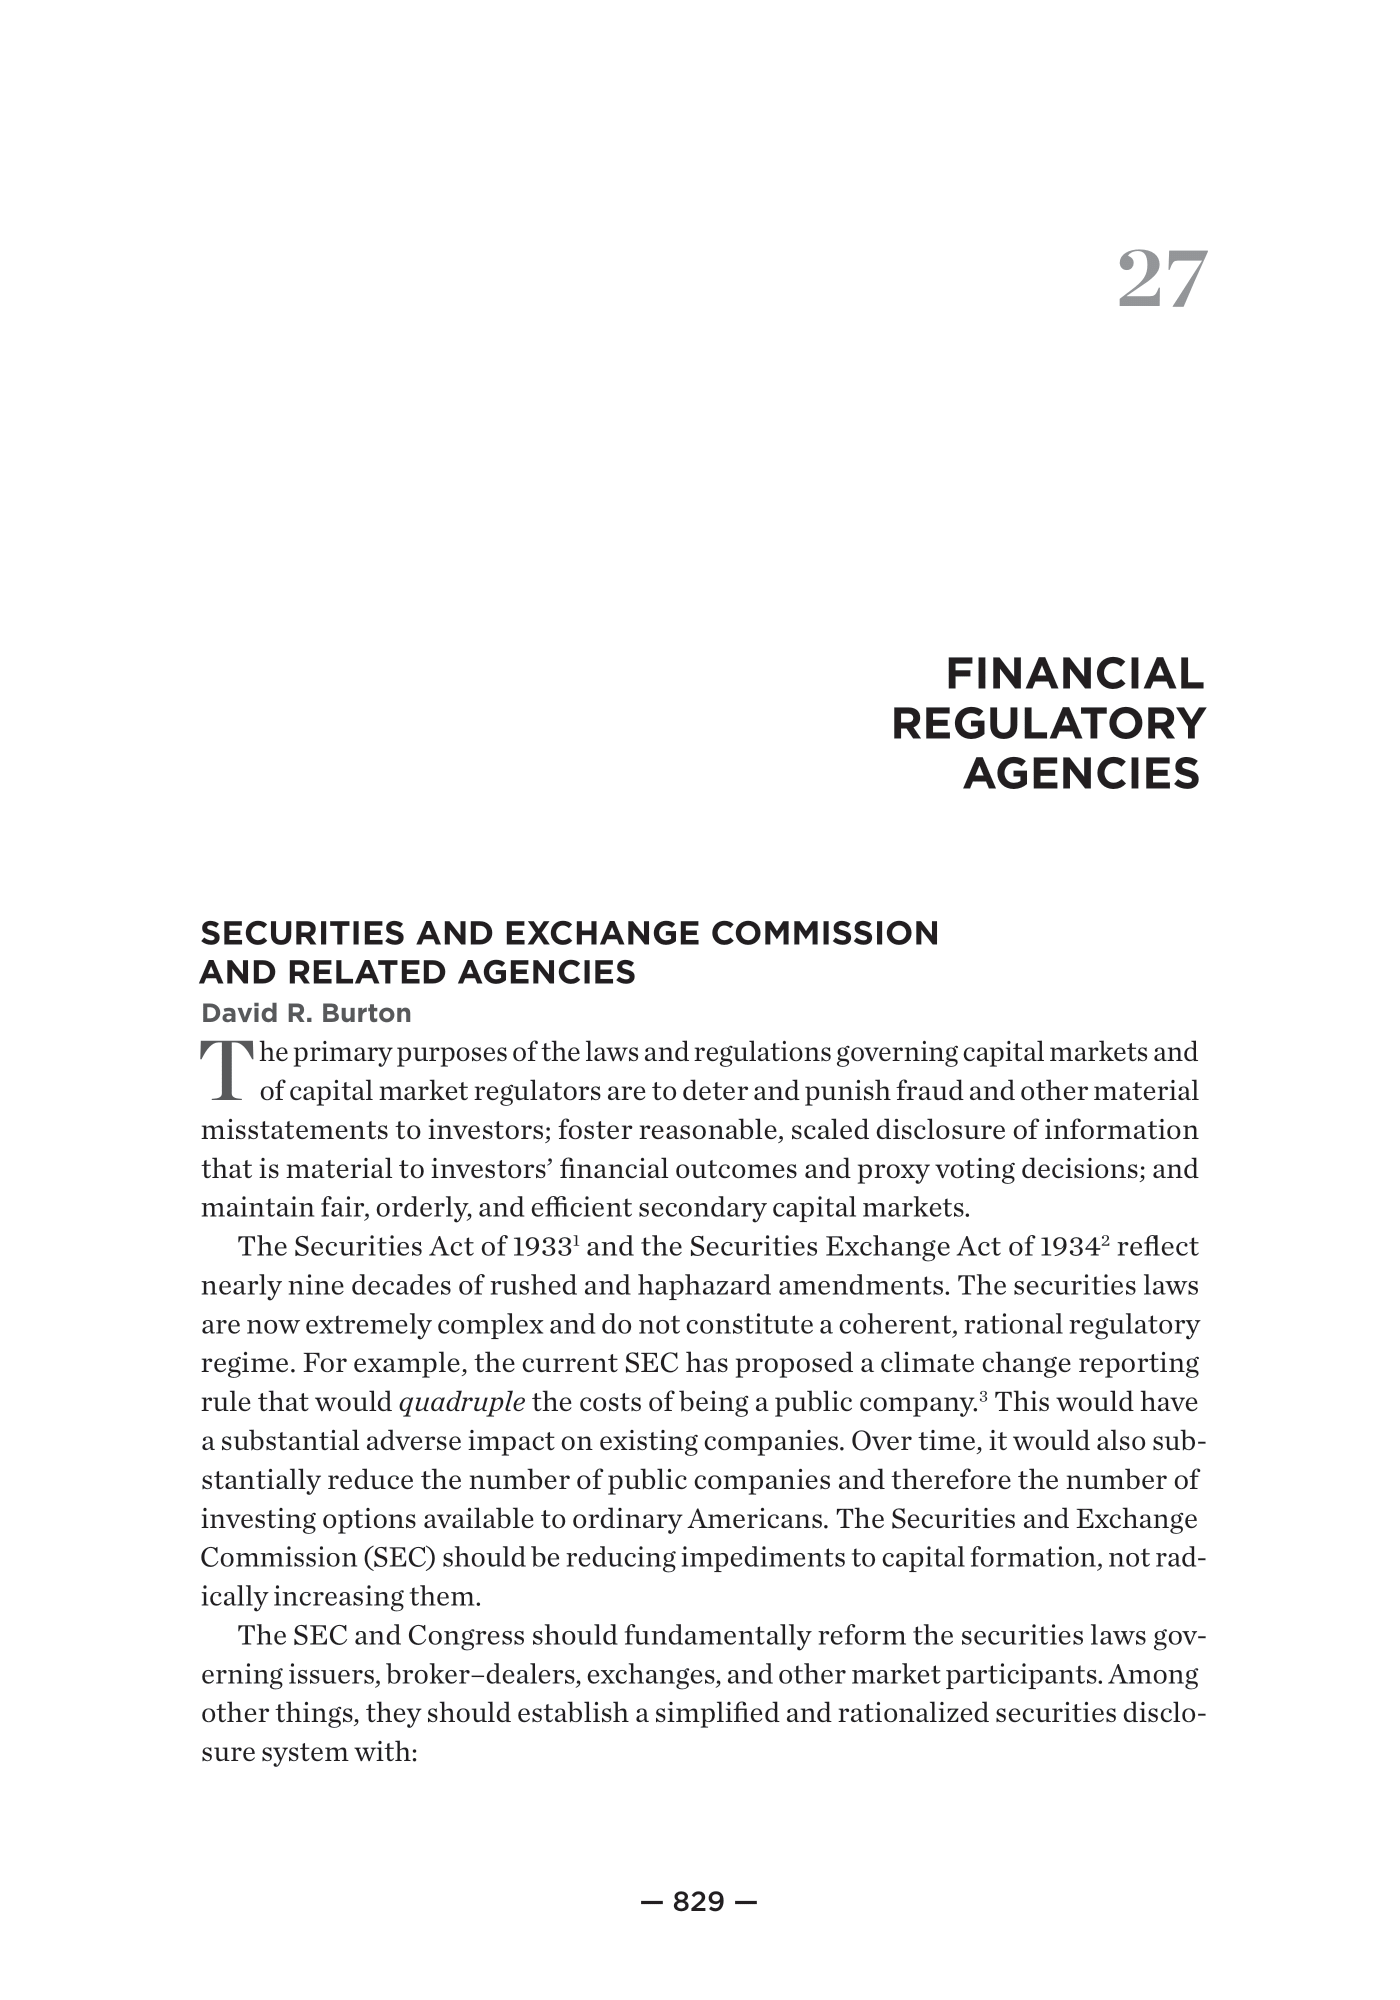 27
FINANCIAL
REGULATORY
AGENCIES
SECURITIES AND EXCHANGE COMMISSION
AND RELATED AGENCIES
David R. Burton
The primary purposes of the laws and regulations governing capital markets and
of capital market regulators are to deter and punish fraud and other material
misstatements to investors; foster reasonable, scaled disclosure of information
that is material to investors’ financial outcomes and proxy voting decisions; and
maintain fair, orderly, and efficient secondary capital markets.
The Securities Act of 1933¹ and the Securities Exchange Act of 1934² reflect
nearly nine decades of rushed and haphazard amendments. The securities laws
are now extremely complex and do not constitute a coherent, rational regulatory
regime. For example, the current SEC has proposed a climate change reporting
rule that would quadruple the costs of being a public company.³ This would have
a substantial adverse impact on existing companies. Over time, it would also sub-
stantially reduce the number of public companies and therefore the number of
investing options available to ordinary Americans. The Securities and Exchange
Commission (SEC) should be reducing impediments to capital formation, not rad-
ically increasing them.
The SEC and Congress should fundamentally reform the securities laws gov-
erning issuers, broker–dealers, exchanges, and other market participants. Among
other things, they should establish a simplified and rationalized securities disclo-
sure system with:
— 829 —